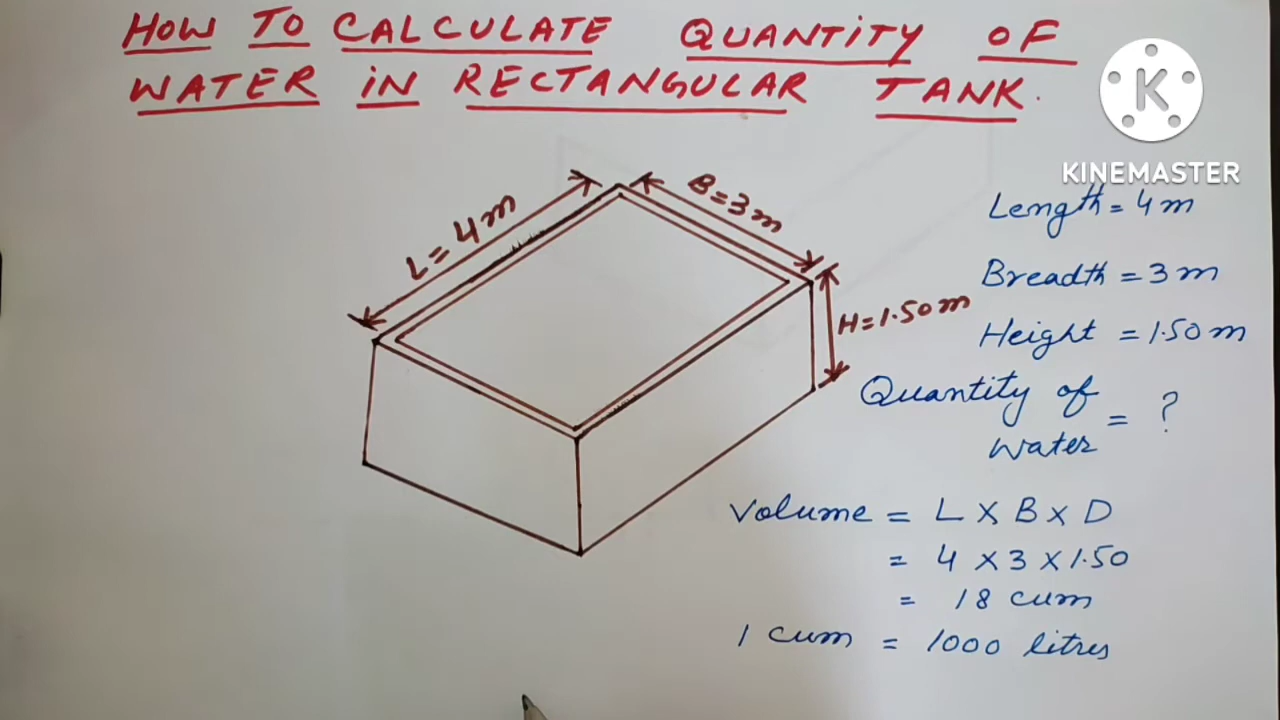 HOW TO CALCULATE QUANTITY OF
WATER IN RECTANGULAR TANK.
K
KINEMASTER
L = 4m
B = 3m
H = 1.50m
Length = 4m
Breadth = 3m
Height = 1.50m
Quantity of
Water = ?
Volume = L X B X D
= 4 X 3 X 1.50
= 18 cum
1 cum = 1000 litres